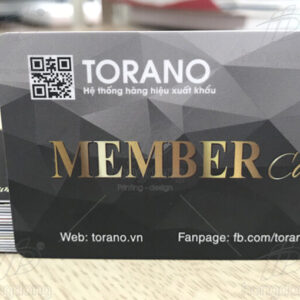 TORANO
Hệ thống hàng hiệu xuất khẩu
MEMBER
Printing - design
Web: torano.vn
Fanpage: fb.com/toran